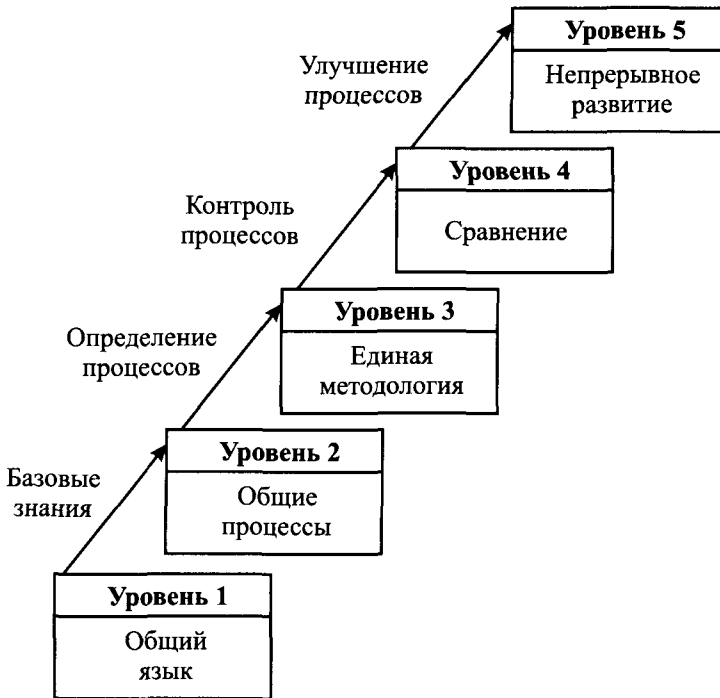 Уровень 5
Непрерывное
развитие
Улучшение
процессов
Уровень 4
Сравнение
Контроль
процессов
Уровень 3
Единая
методология
Определение
процессов
Уровень 2
Общие
процессы
Базовые
знания
Уровень 1
Общий
язык